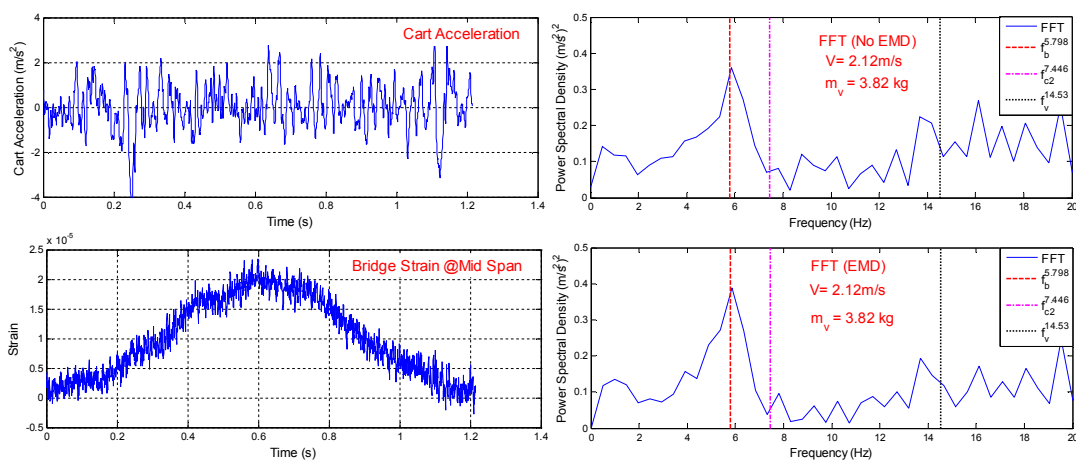 Cart Acceleration
Cart Acceleration (m/s²)
4
2
0
-2
-4
0 0.2 0.4 0.6 0.8 1 1.2 1.4
Time (s)
FFT (No EMD)
V= 2.12m/s
m_v = 3.82 kg
FFT
f_b^5.798
f_c2^7.446
f_v^14.53
Power Spectral Density (m/s²)²
0.5
0.4
0.3
0.2
0.1
0
0 2 4 6 8 10 12 14 16 18 20
Frequency (Hz)
x 10^-5
Bridge Strain @Mid Span
Strain
2.5
2
1.5
1
0.5
0
-0.5
0 0.2 0.4 0.6 0.8 1 1.2 1.4
Time (s)
FFT (EMD)
V= 2.12m/s
m_v = 3.82 kg
FFT
f_b^5.798
f_c2^7.446
f_v^14.53
Power Spectral Density (m/s²)²
0.5
0.4
0.3
0.2
0.1
0
0 2 4 6 8 10 12 14 16 18 20
Frequency (Hz)